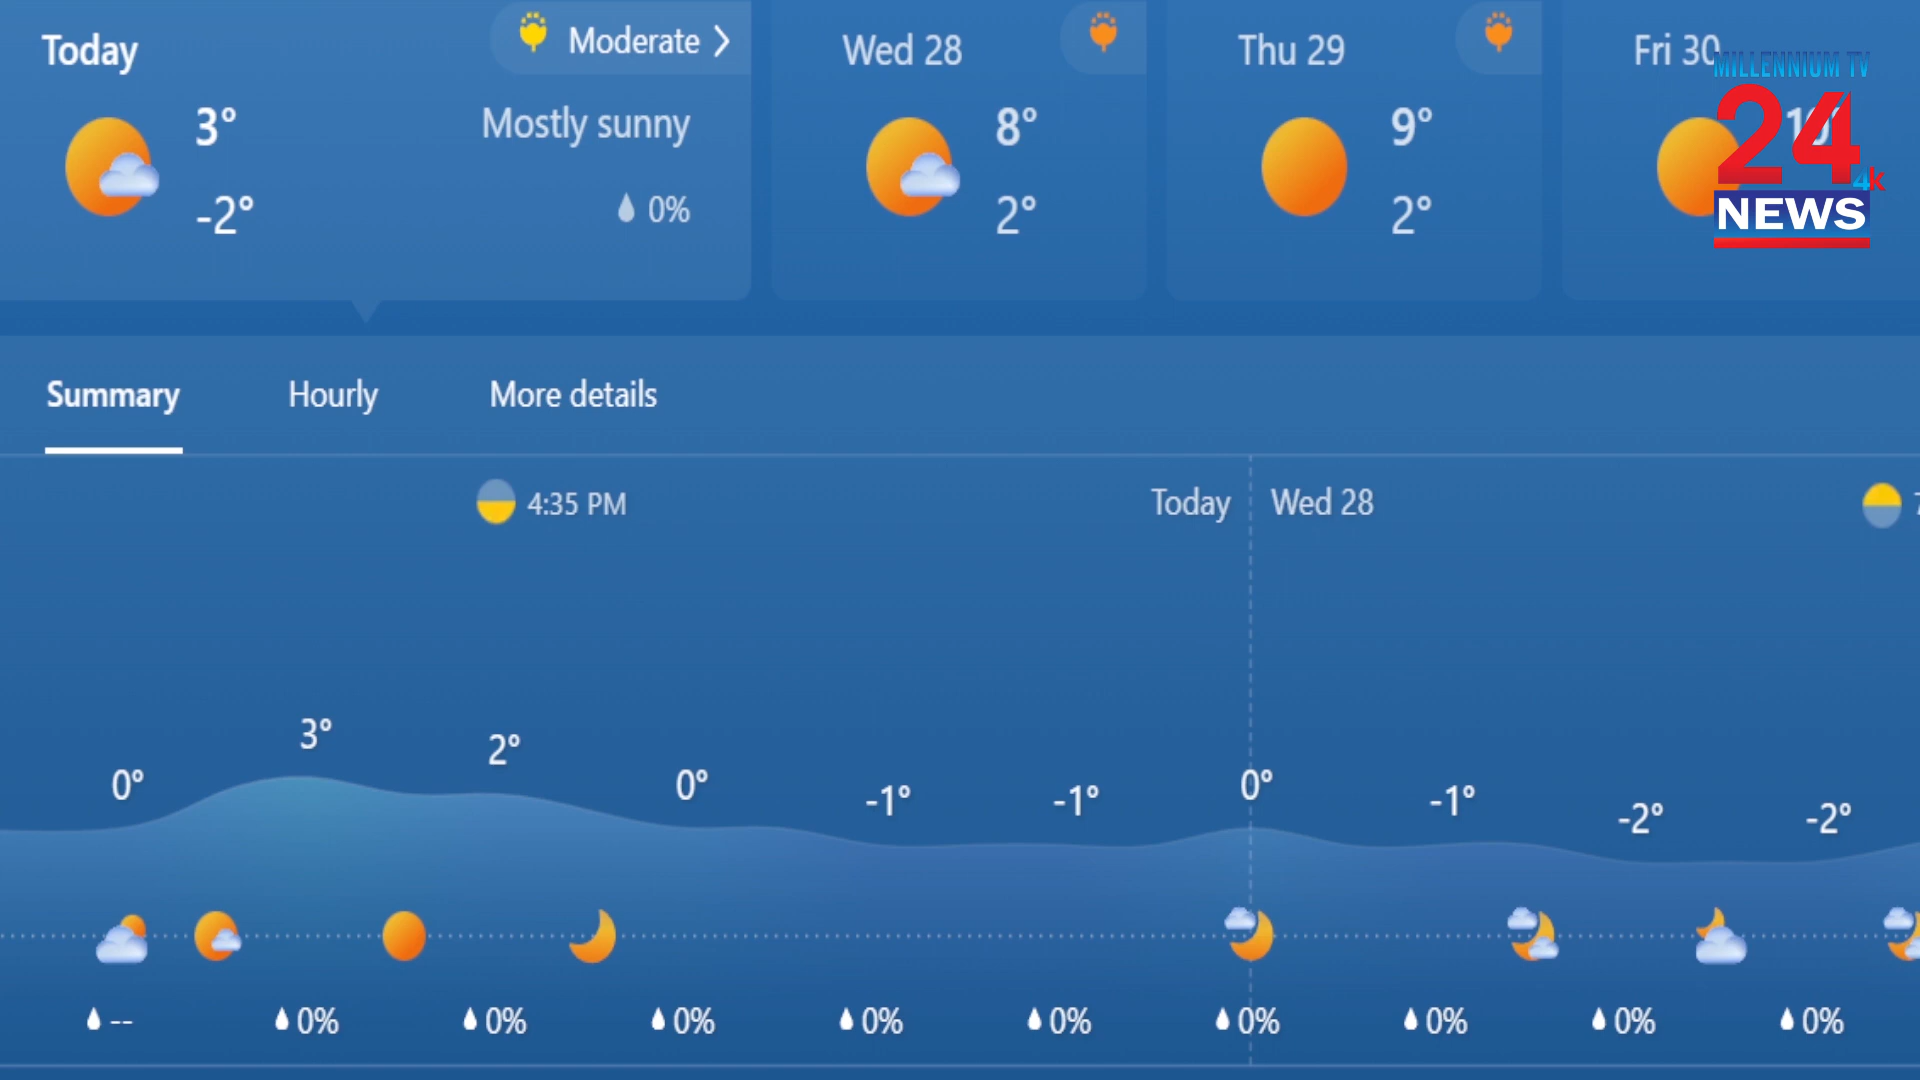 Today
Moderate
Wed 28
Thu 29
Fri 30
MILLENNIUM TV
24
4K
NEWS
3°
Mostly sunny
8°
9°
10°
-2°
0%
2°
2°
Summary Hourly More details
4:35 PM
Today Wed 28
7
0° 3° 2° 0° -1° -1° 0° -1° -2° -2°
-- 0% 0% 0% 0% 0% 0% 0% 0% 0%